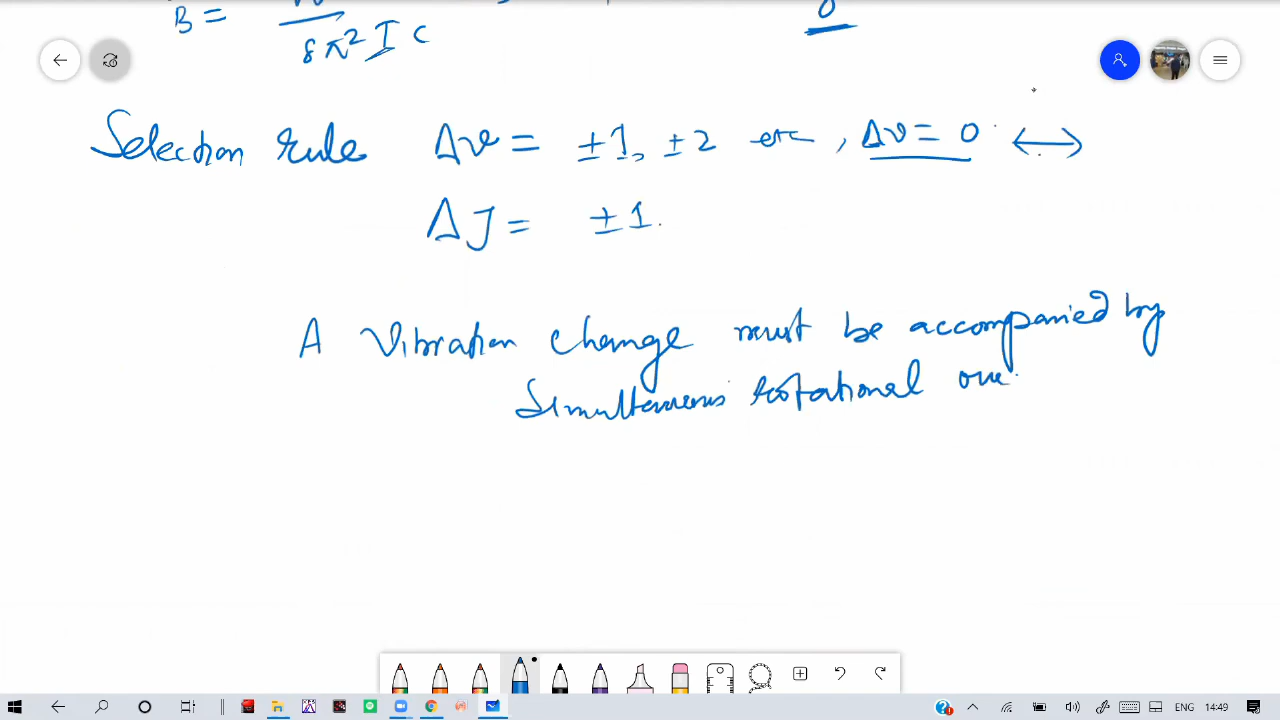 B =
8π² I c
Selection rule Δv = ±1, ±2 etc, Δv = 0 ⟷
ΔJ = ±1.
A Vibration change must be accompanied by
Simultaneous rotational one.
ENG 14:49